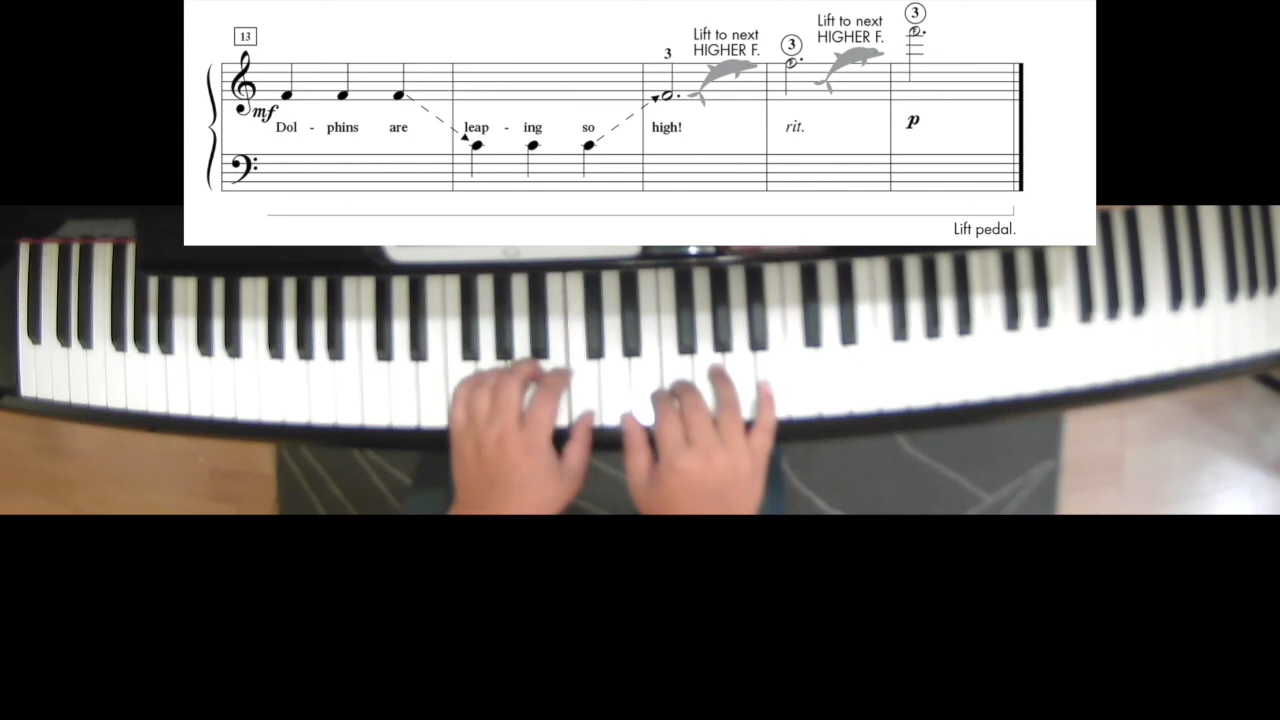 13
Lift to next
HIGHER F.
Lift to next
HIGHER F.
3
3
3
mf
Dol - phins are leap - ing so high! rit.
p
Lift pedal.